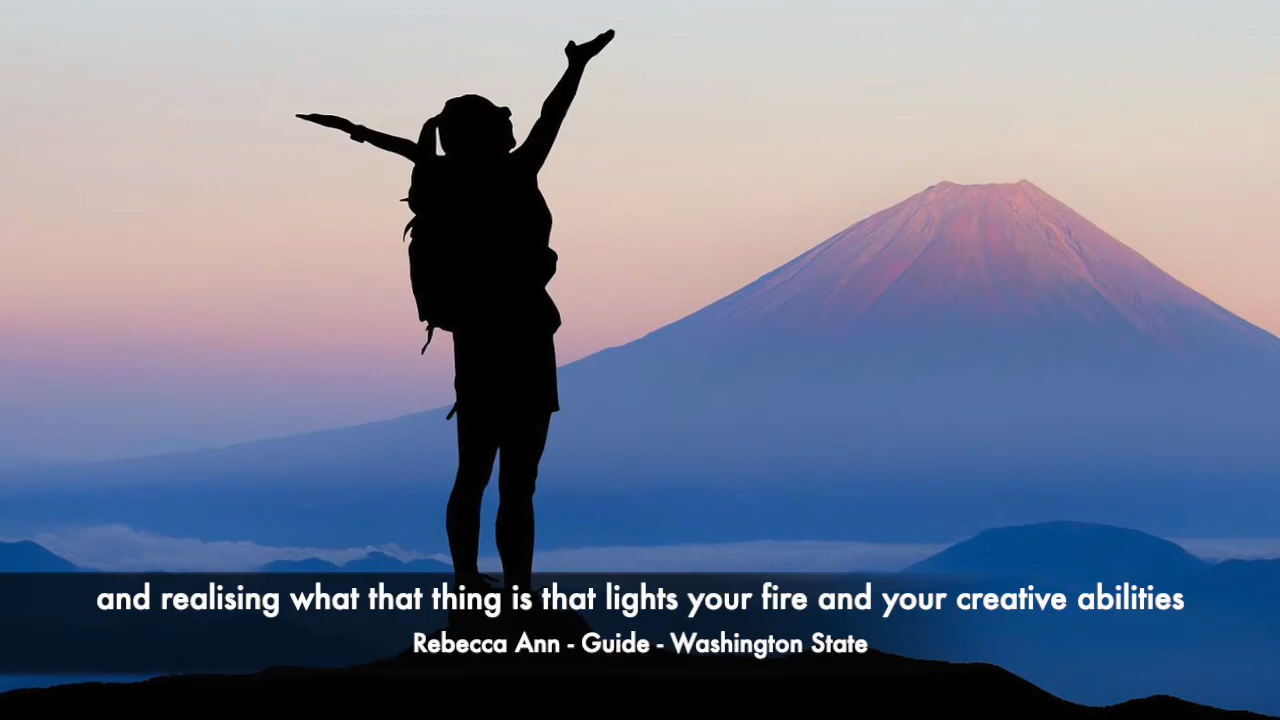 and realising what that thing is that lights your fire and your creative abilities
Rebecca Ann - Guide - Washington State